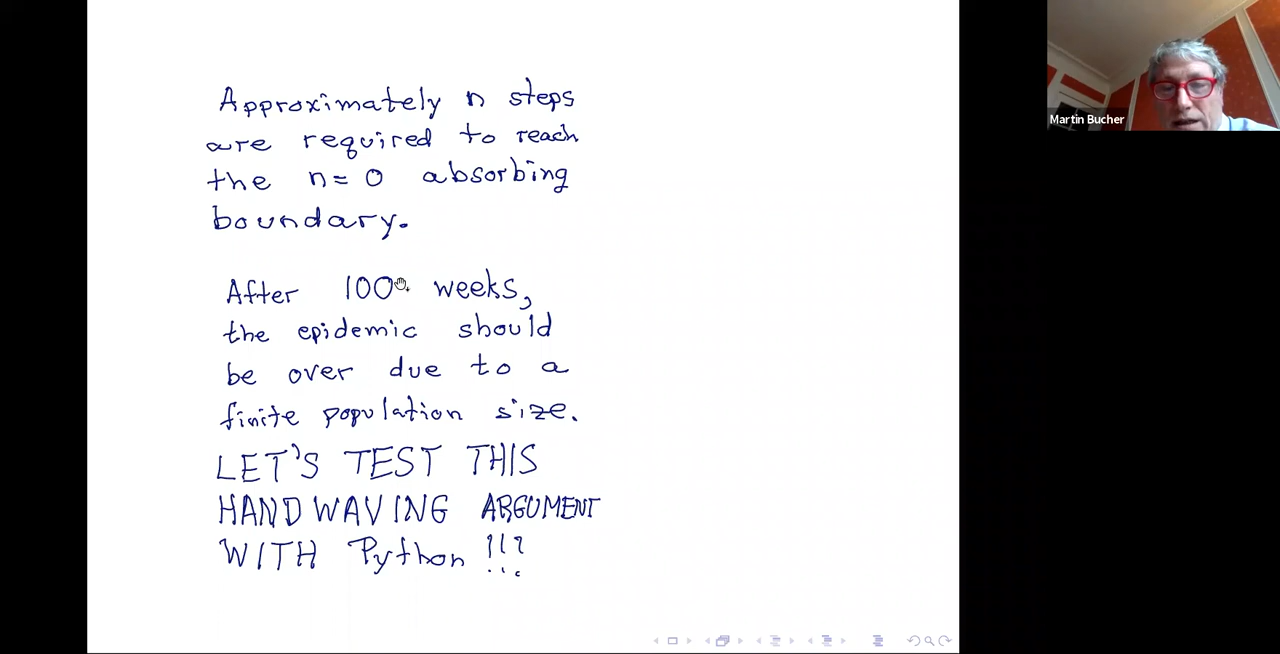 Approximately n steps
are required to reach
the n = 0 absorbing
boundary.
After 100 weeks,
the epidemic should
be over due to a
finite population size.
LET'S TEST THIS
HANDWAVING ARGUMENT
WITH Python !!?
Martin Bucher